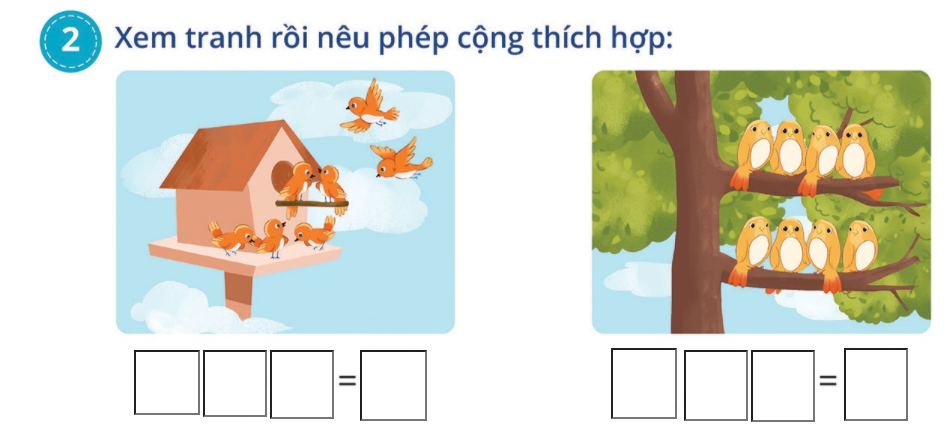 2 Xem tranh rồi nêu phép cộng thích hợp:
= =